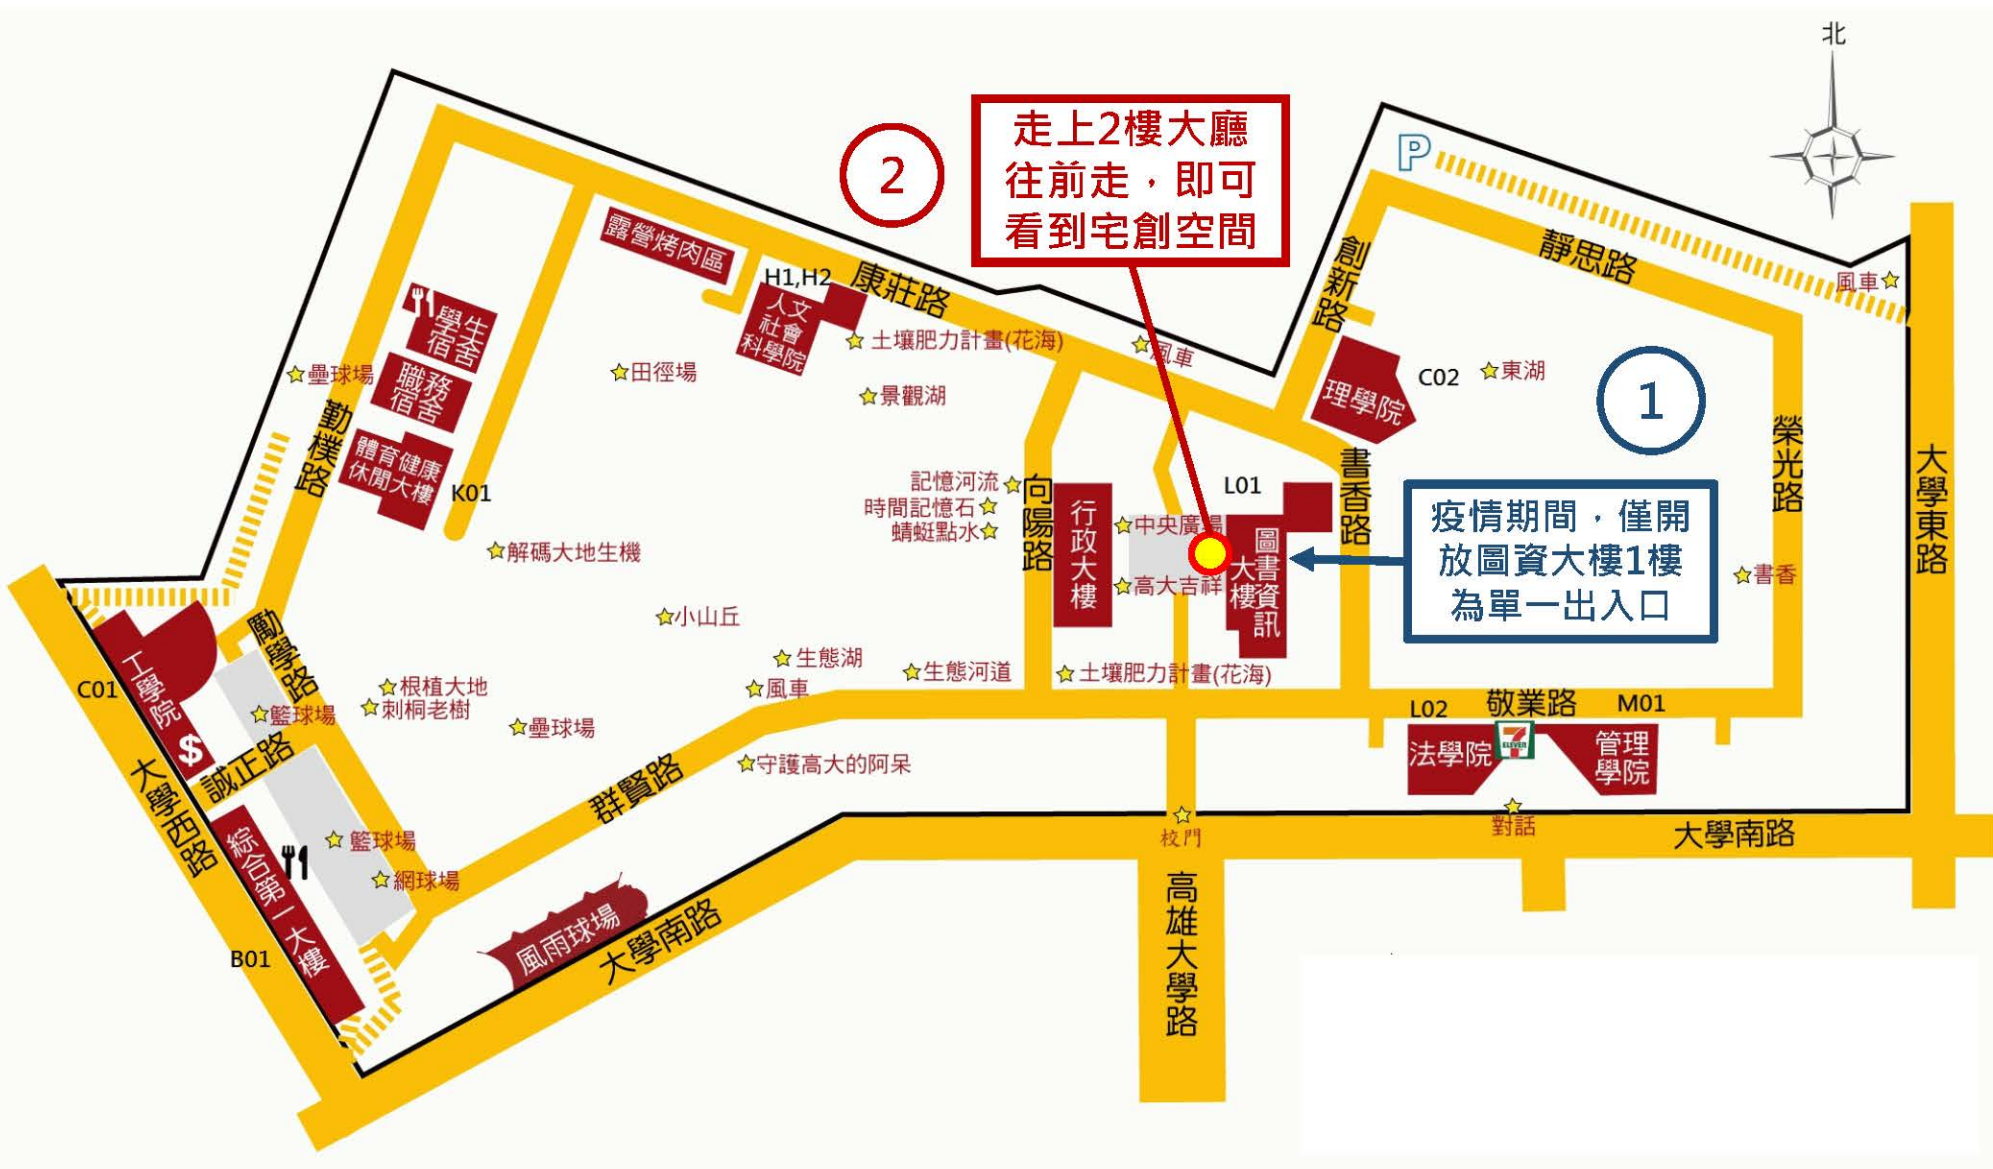 北
走上2樓大廳
往前走，即可
看到宅創空間
2
P
靜思路
創新路
露營烤肉區
H1,H2
康莊路
人文
社會
科學院
風車
學生
宿舍
土壤肥力計畫(花海)
風車
壘球場
職務
宿舍
田徑場
理學院
C02
東湖
1
景觀湖
勤樸路
體育健康
休閒大樓
K01
榮光路
大學東路
記憶河流
時間記憶石
蜻蜓點水
向陽路
行政大樓
L01
書香路
中央廣場
圖書資訊
大樓
高大吉祥
疫情期間，僅開
放圖資大樓1樓
為單一出入口
書香
解碼大地生機
小山丘
勵學路
工學院
C01
生態湖
風車
生態河道
土壤肥力計畫(花海)
根植大地
刺桐老樹
籃球場
壘球場
L02
敬業路
M01
法學院
7
ELEVEN
管理
學院
$
誠正路
守護高大的阿呆
群賢路
大學西路
校門
對話
大學南路
綜合第一大樓
籃球場
網球場
B01
風雨球場
大學南路
高雄大學路